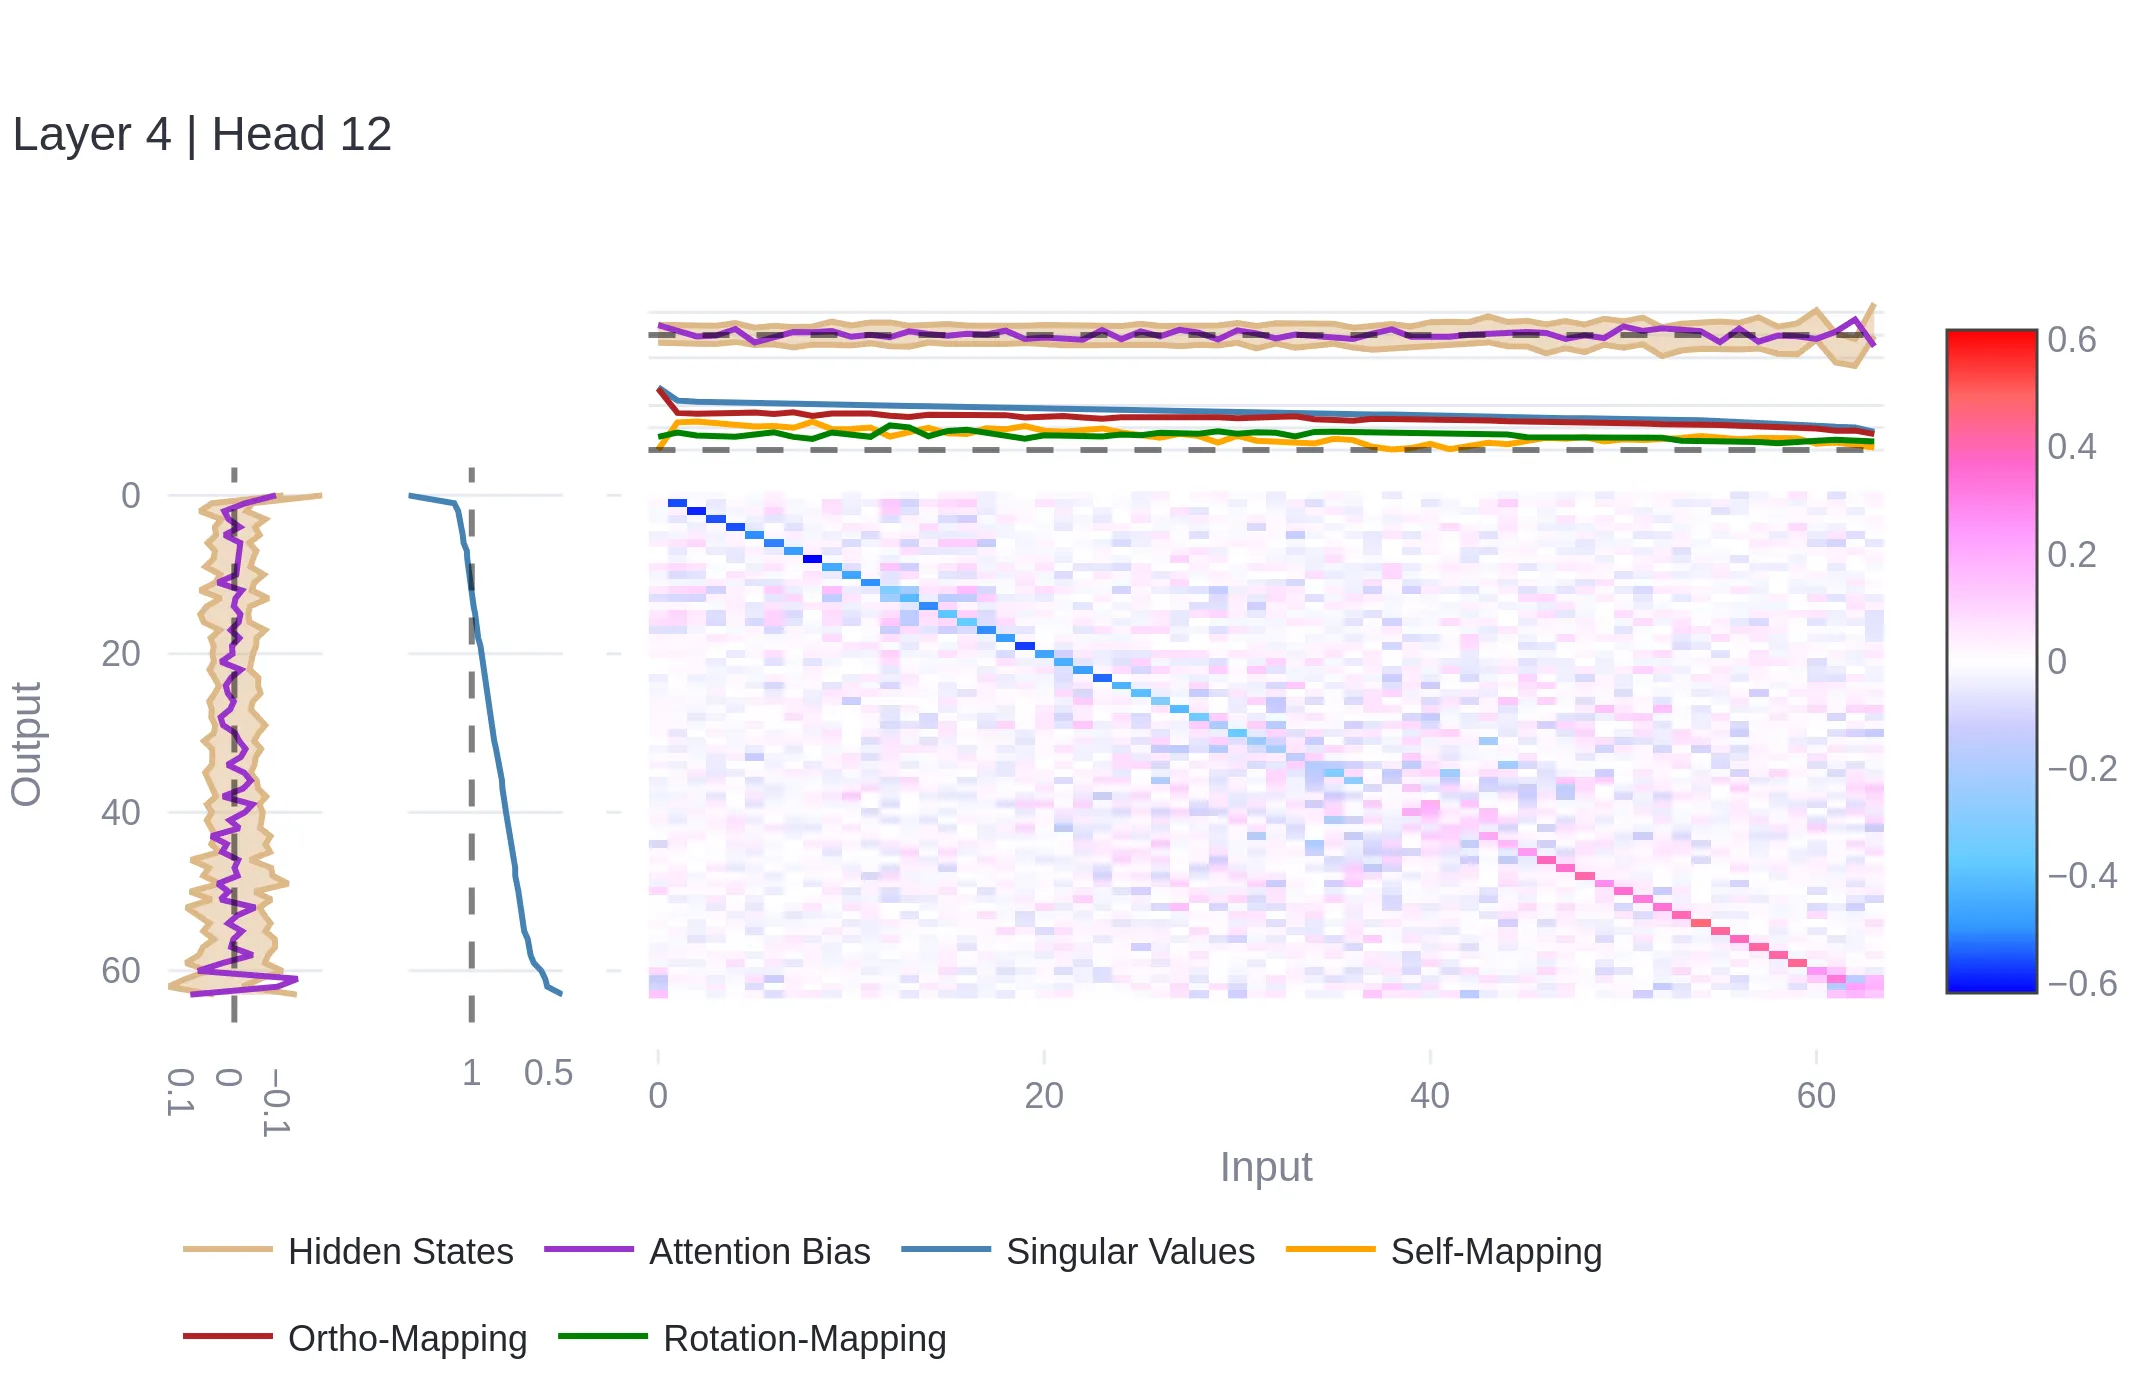 Layer 4 | Head 12
0.6
0.4
0.2
0
−0.2
−0.4
−0.6
0
20
40
60
Output
0.1
0
−0.1
1
0.5
0
20
40
60
Input
Hidden States
Attention Bias
Singular Values
Self-Mapping
Ortho-Mapping
Rotation-Mapping